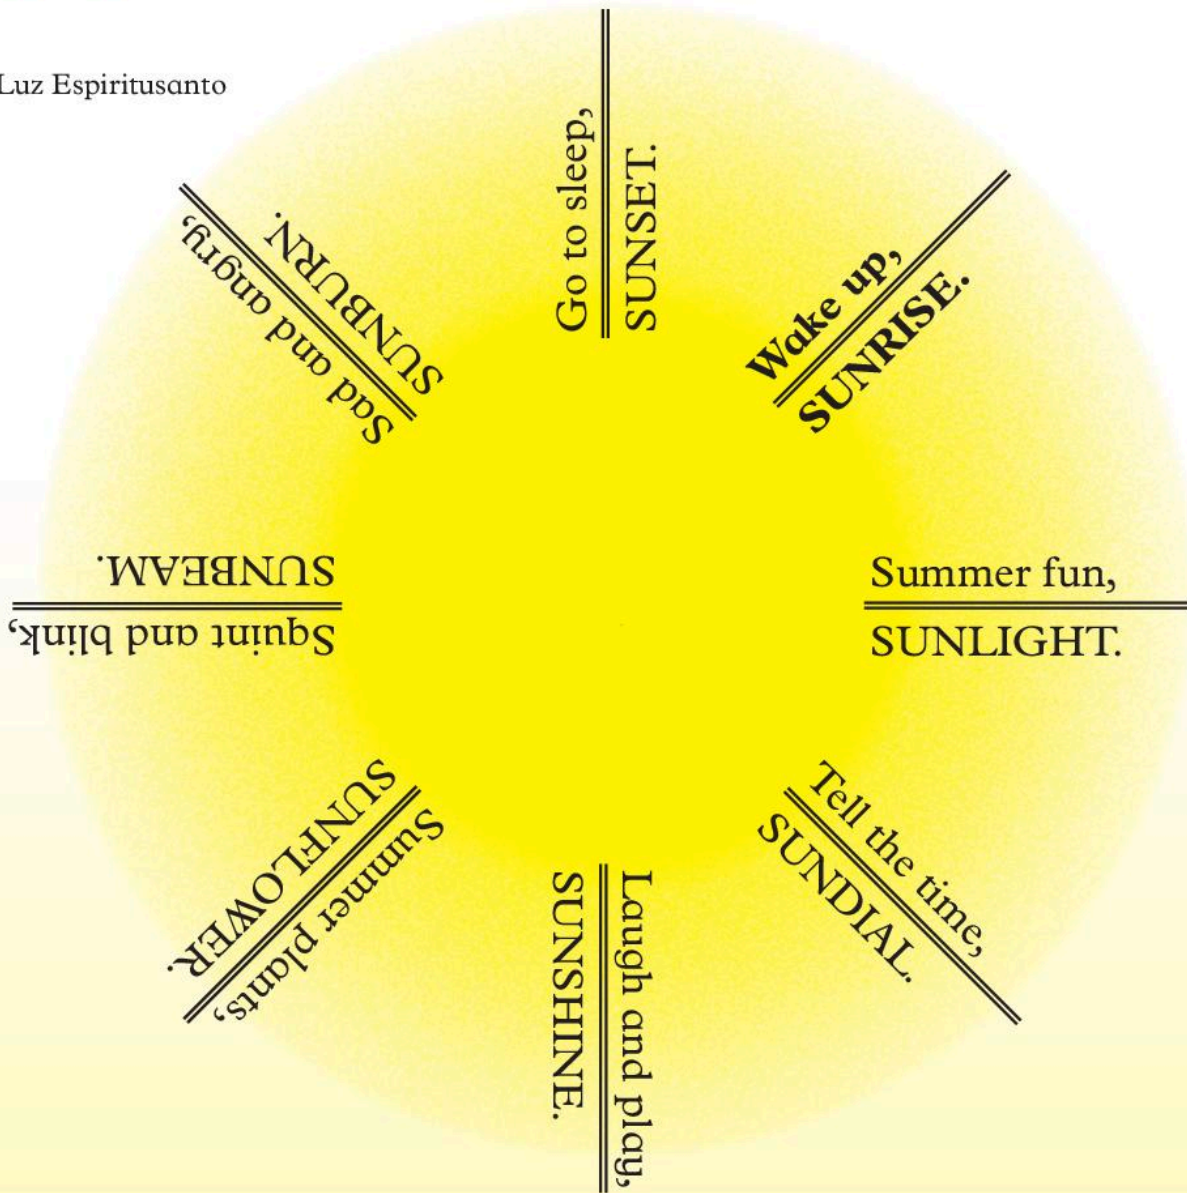 Luz Espiritusanto
Wake up,
SUNRISE.
Summer fun,
SUNLIGHT.
Tell the time,
SUNDIAL.
Laugh and play,
SUNSHINE.
Summer plants,
SUNFLOWER.
Squint and blink,
SUNBEAM.
Sad and angry,
SUNBURN.
Go to sleep,
SUNSET.